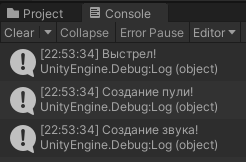 Project Console
Clear Collapse Error Pause Editor
[22:53:34] Выстрел!
UnityEngine.Debug:Log (object)
[22:53:34] Создание пули!
UnityEngine.Debug:Log (object)
[22:53:34] Создание звука!
UnityEngine.Debug:Log (object)